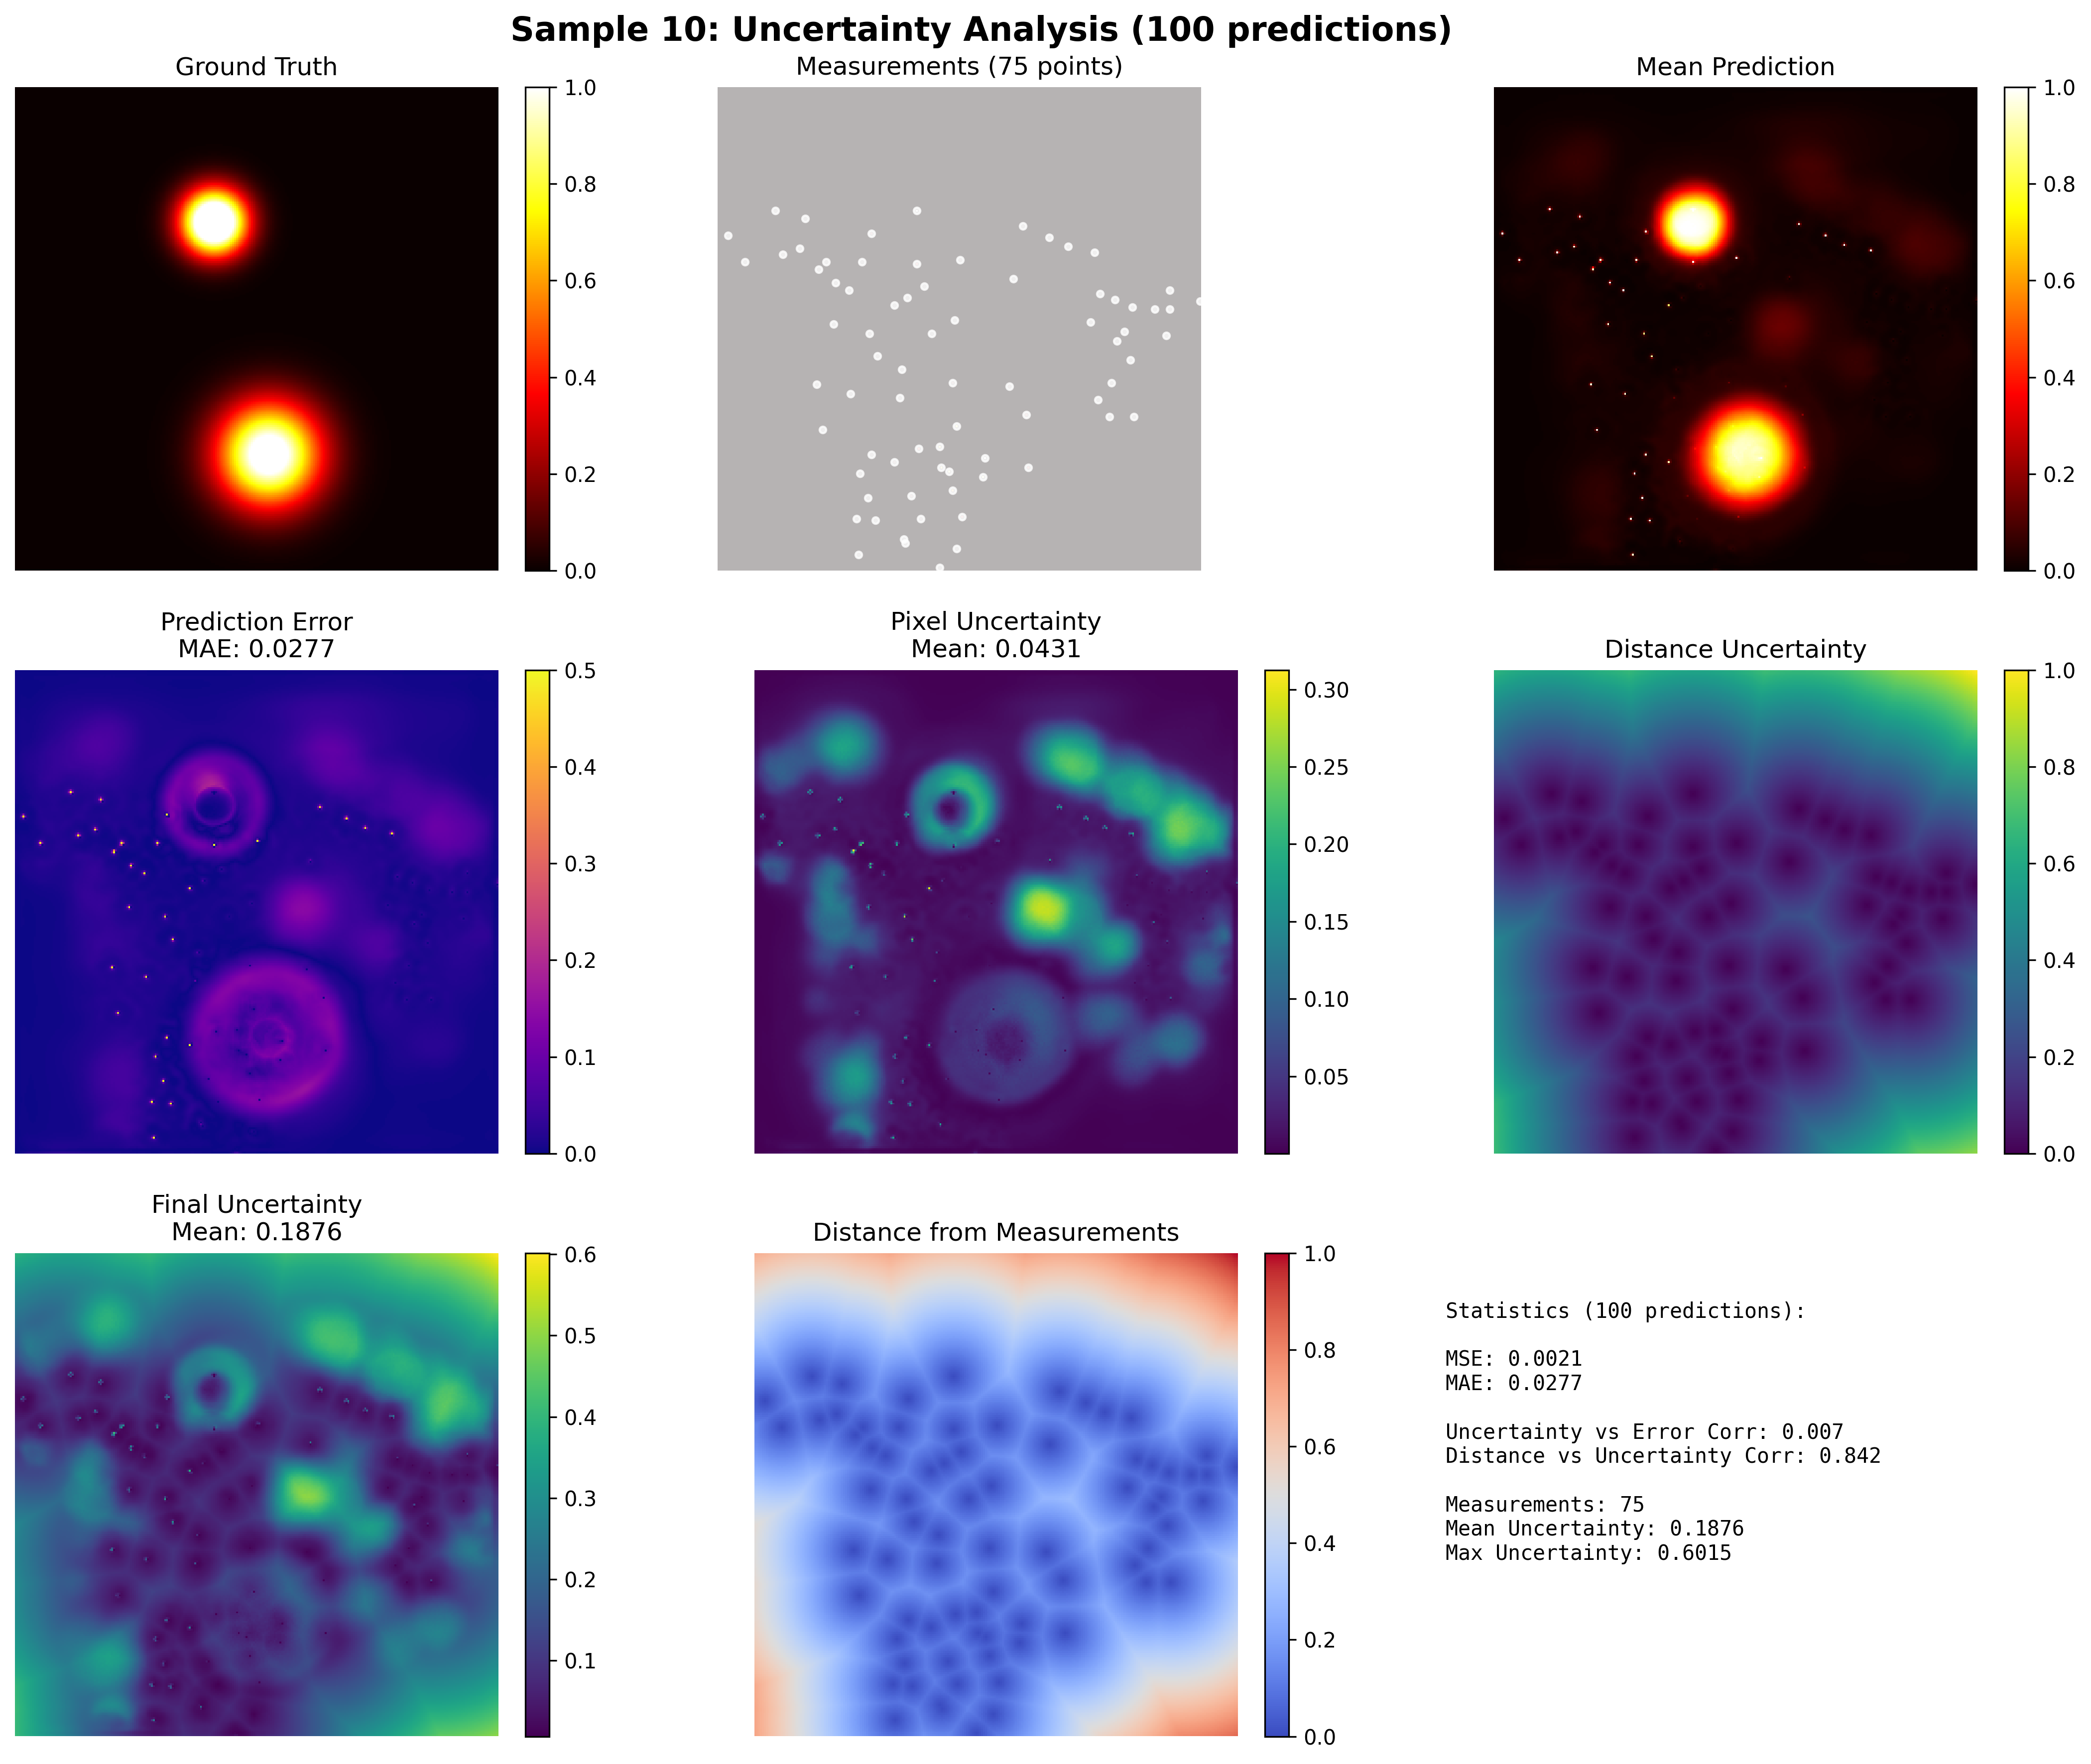 Sample 10: Uncertainty Analysis (100 predictions)
Ground Truth
1.0
0.8
0.6
0.4
0.2
0.0
Measurements (75 points)
Mean Prediction
1.0
0.8
0.6
0.4
0.2
0.0
Prediction Error
MAE: 0.0277
0.5
0.4
0.3
0.2
0.1
0.0
Pixel Uncertainty
Mean: 0.0431
0.30
0.25
0.20
0.15
0.10
0.05
Distance Uncertainty
1.0
0.8
0.6
0.4
0.2
0.0
Final Uncertainty
Mean: 0.1876
0.6
0.5
0.4
0.3
0.2
0.1
Distance from Measurements
1.0
0.8
0.6
0.4
0.2
0.0
Statistics (100 predictions):
MSE: 0.0021
MAE: 0.0277
Uncertainty vs Error Corr: 0.007
Distance vs Uncertainty Corr: 0.842
Measurements: 75
Mean Uncertainty: 0.1876
Max Uncertainty: 0.6015